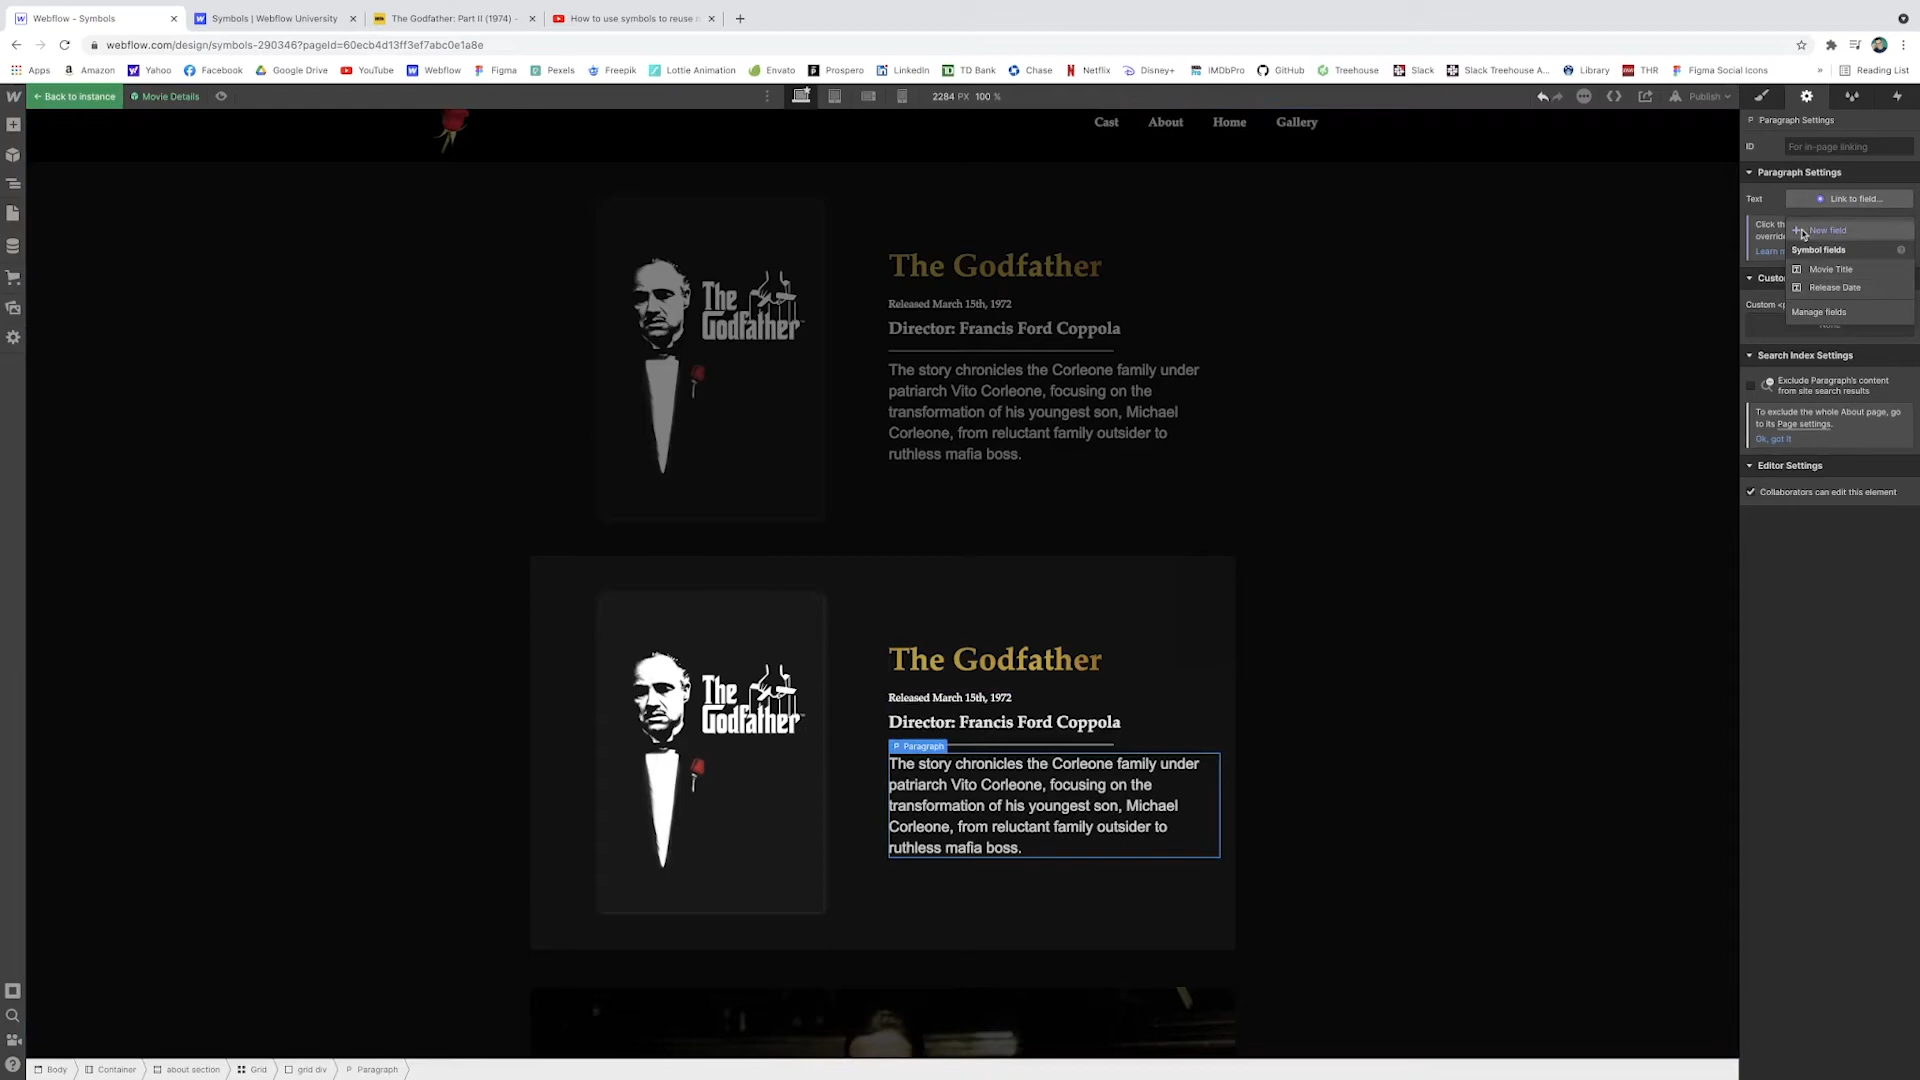 Webflow - Symbols
Symbols | Webflow University
The Godfather: Part II (1974) -
How to use symbols to reuse n
webflow.com/design/symbols-290346?pageId=60ecb4d13ff3ef7abc0e1a8e
Apps
Amazon
Yahoo
Facebook
Google Drive
YouTube
Webflow
Figma
Pexels
Freepik
Lottie Animation
Envato
Prospero
LinkedIn
TD Bank
Chase
Netflix
Disney+
IMDbPro
GitHub
Treehouse
Slack
Slack Treehouse A...
Library
THR
Figma Social Icons
»
Reading List
Back to instance
Movie Details
2284 PX 100 %
Publish
Cast
About
Home
Gallery
The Godfather
The Godfather
Released March 15th, 1972
Director: Francis Ford Coppola
The story chronicles the Corleone family under
patriarch Vito Corleone, focusing on the
transformation of his youngest son, Michael
Corleone, from reluctant family outsider to
ruthless mafia boss.
The Godfather
The Godfather
Released March 15th, 1972
Director: Francis Ford Coppola
P Paragraph
The story chronicles the Corleone family under
patriarch Vito Corleone, focusing on the
transformation of his youngest son, Michael
Corleone, from reluctant family outsider to
ruthless mafia boss.
P Paragraph Settings
ID
For in-page linking
Paragraph Settings
Text
Link to field...
Click th
overrid
Learn m
New field
Symbol fields
Movie Title
Release Date
Manage fields
Custo
Custom <p
Search Index Settings
Exclude Paragraph's content
from site search results
To exclude the whole About page, go
to its Page settings.
Ok, got it
Editor Settings
Collaborators can edit this element
Body
Container
about section
Grid
grid div
P Paragraph